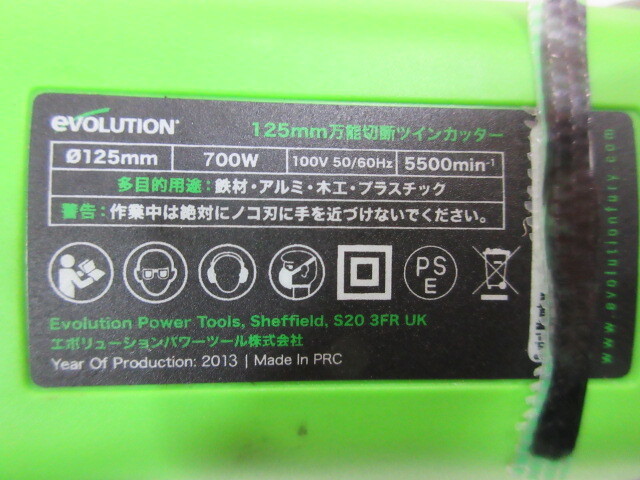 evolution
125mm万能切断ツインカッター
Ø125mm 700W 100V 50/60Hz 5500min⁻¹
多目的用途：鉄材・アルミ・木工・プラスチック
警告：作業中は絶対にノコ刃に手を近づけないでください。
PS
E
Evolution Power Tools, Sheffield, S20 3FR UK
エボリューションパワーツール株式会社
Year Of Production: 2013 | Made In PRC
www.evolutionfury.com